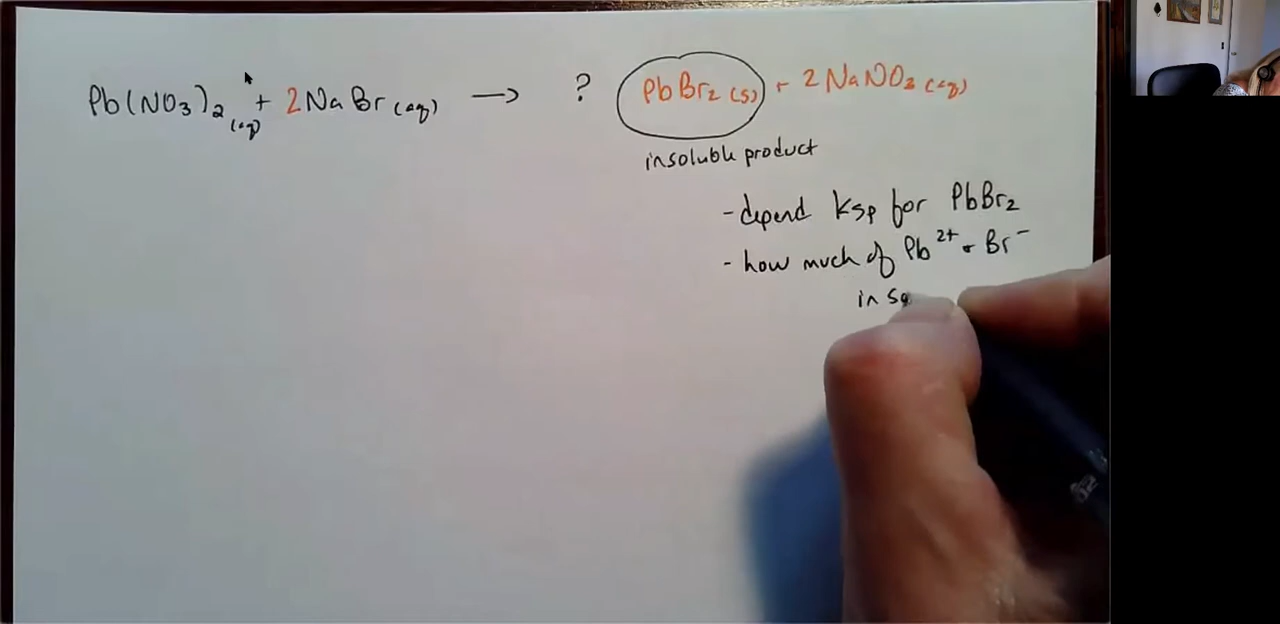 Pb(NO3)2 (aq) + 2NaBr (aq) → ? PbBr2 (s) + 2NaNO3 (aq)
insoluble product
- depend Ksp for PbBr2
- how much of Pb2+ + Br-
in so